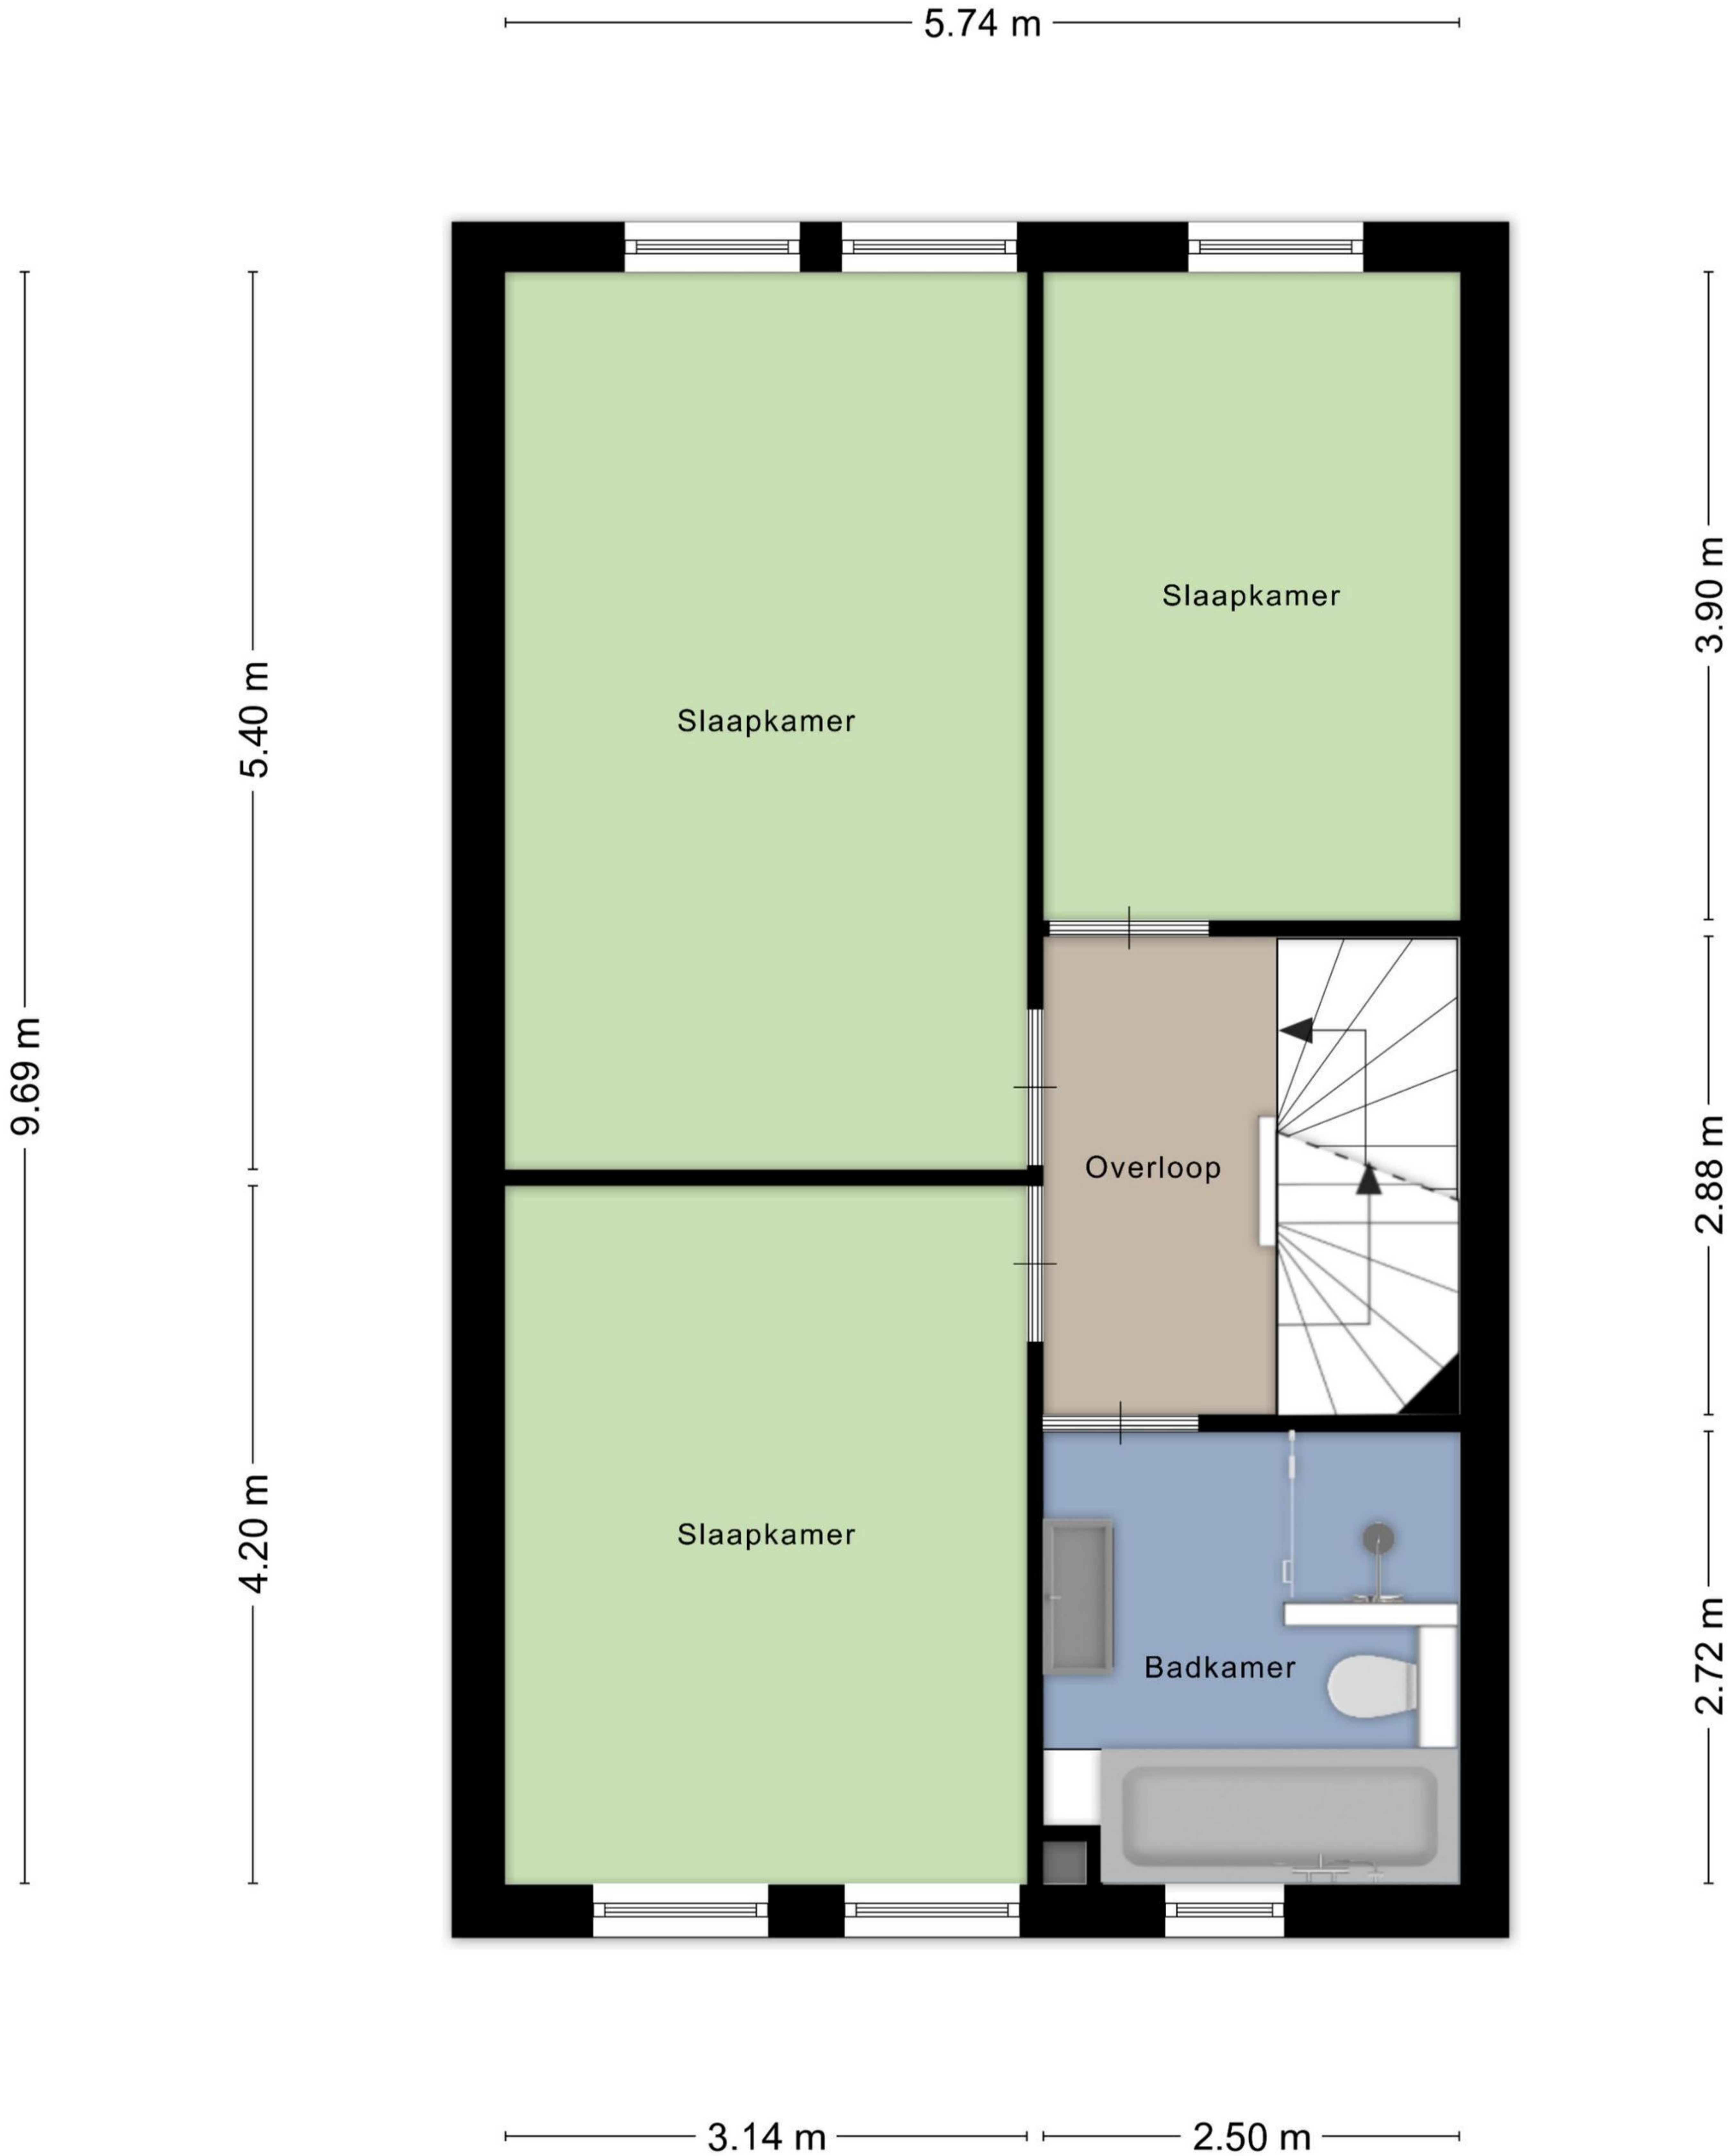 5.74 m
Slaapkamer
3.90 m
Slaapkamer
5.40 m
9.69 m
Overloop
2.88 m
4.20 m
Slaapkamer
Badkamer
2.72 m
3.14 m
2.50 m